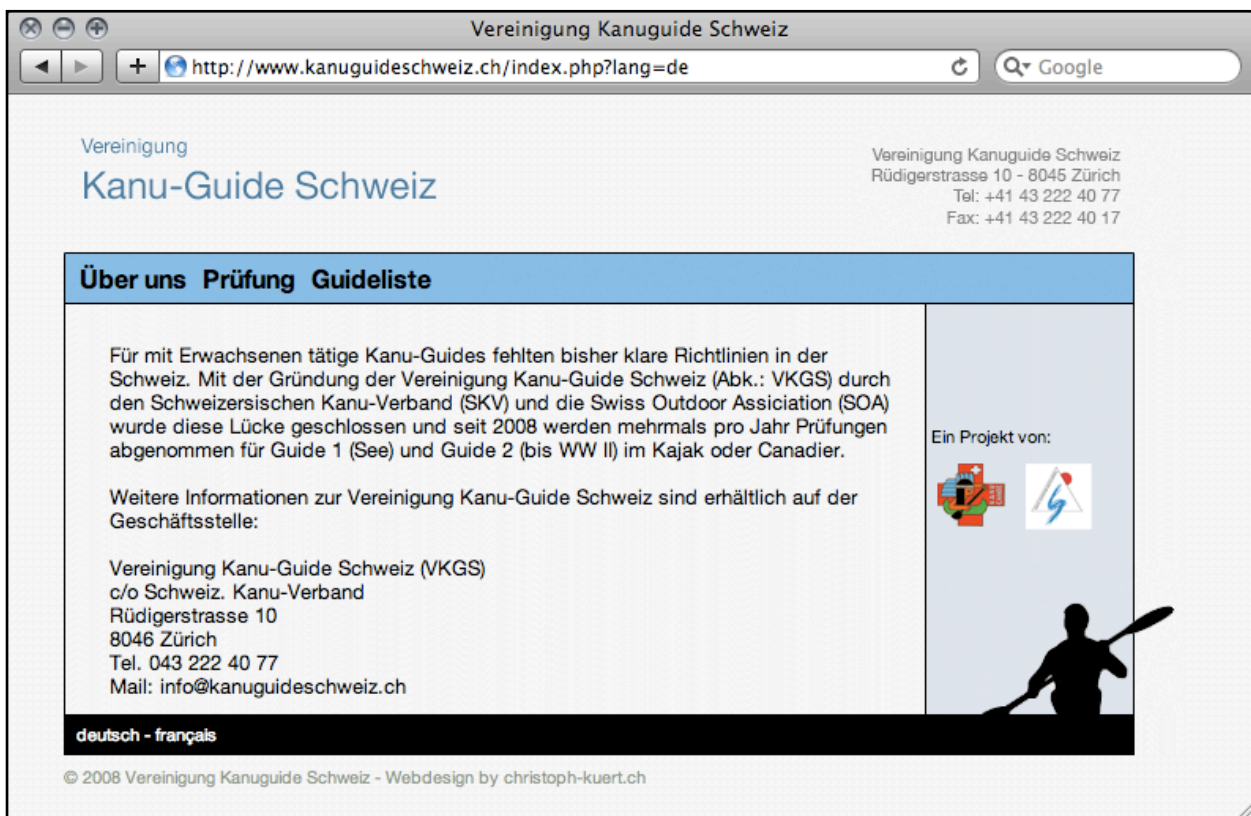 Vereinigung Kanuguide Schweiz
http://www.kanuguideschweiz.ch/index.php?lang=de
Google
Vereinigung
Kanu-Guide Schweiz
Vereinigung Kanuguide Schweiz
Rüdigerstrasse 10 - 8045 Zürich
Tel: +41 43 222 40 77
Fax: +41 43 222 40 17
Über uns Prüfung Guideliste
Für mit Erwachsenen tätige Kanu-Guides fehlten bisher klare Richtlinien in der
Schweiz. Mit der Gründung der Vereinigung Kanu-Guide Schweiz (Abk.: VKGS) durch
den Schweizersischen Kanu-Verband (SKV) und die Swiss Outdoor Assiciation (SOA)
wurde diese Lücke geschlossen und seit 2008 werden mehrmals pro Jahr Prüfungen
abgenommen für Guide 1 (See) und Guide 2 (bis WW II) im Kajak oder Canadier.
Weitere Informationen zur Vereinigung Kanu-Guide Schweiz sind erhältlich auf der
Geschäftsstelle:
Vereinigung Kanu-Guide Schweiz (VKGS)
c/o Schweiz. Kanu-Verband
Rüdigerstrasse 10
8046 Zürich
Tel. 043 222 40 77
Mail: info@kanuguideschweiz.ch
Ein Projekt von:
deutsch - français
© 2008 Vereinigung Kanuguide Schweiz - Webdesign by christoph-kuert.ch